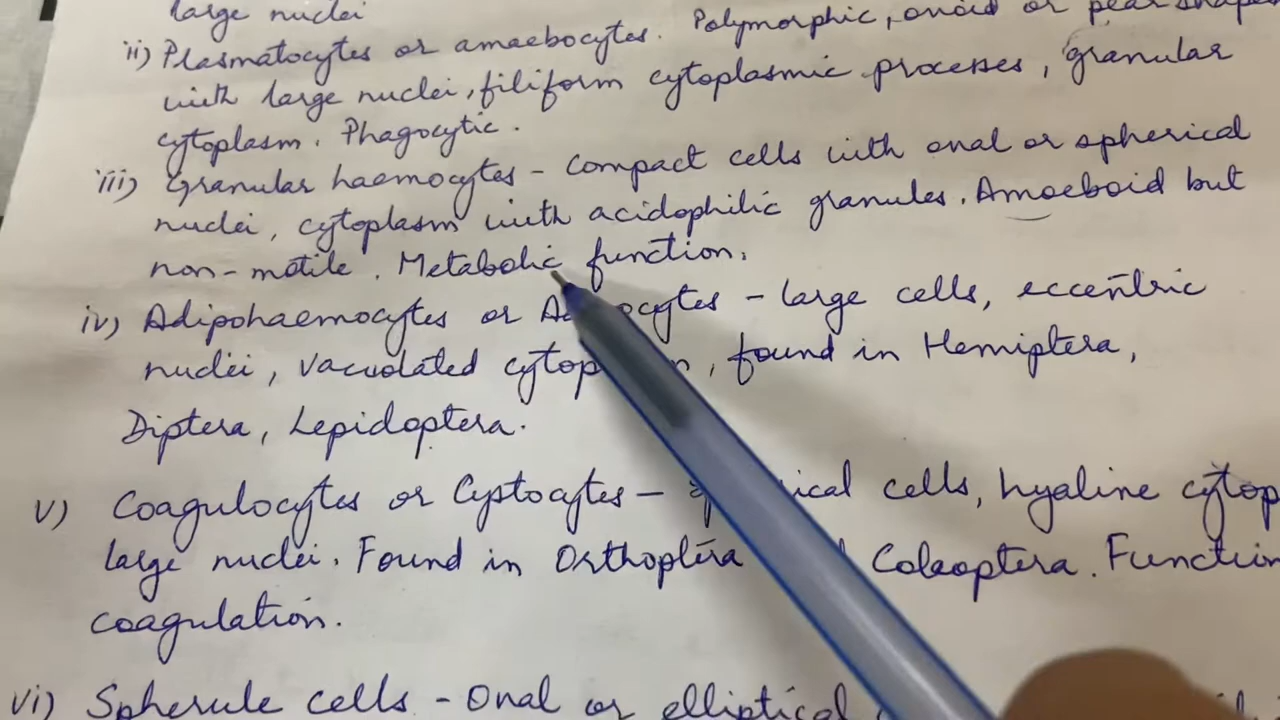 large nuclei
ii) Plasmatocytes or amaebocytes. Polymorphic, ovoid or pear shape
with large nuclei, filiform cytoplasmic processes, granular
cytoplasm. Phagocytic.
iii) Granular haemocytes - Compact cells with oval or spherical
nuclei, cytoplasm with acidophilic granules. Amoeboid but
non-motile. Metabolic function.
iv) Adipohaemocytes or - large cells, eccentric
nuclei, vacuolated found in Hemiptera,
Diptera, Lepidoptera.
v) Coagulocytes or Cystocytes - cells, hyaline cytop
large nuclei. Found in Orthoptera Coleoptera. Function
coagulation.
vi) Spherule cells - Oval or elliptical